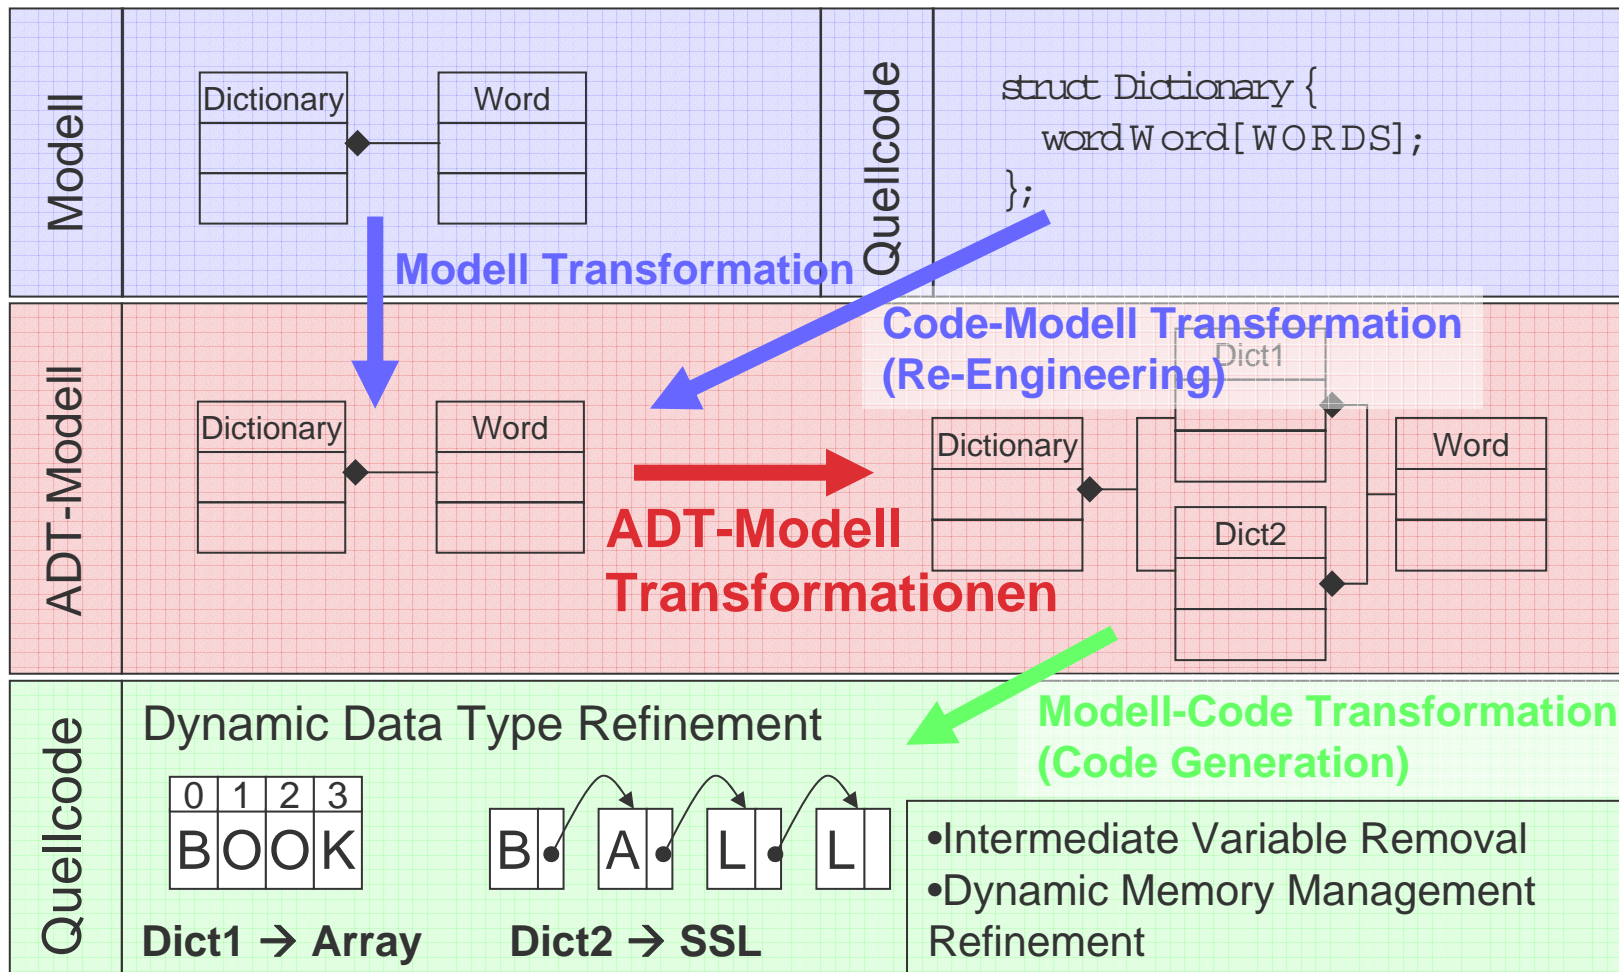 Modell
Dictionary
Word
Quellcode
struct Dictionary {
wordWord[WORDS];
};
Modell Transformation
Code-Modell Transformation
(Re-Engineering)
ADT-Modell
Dictionary
Word
ADT-Modell
Transformationen
Dictionary
Dict1
Dict2
Word
Quellcode
Dynamic Data Type Refinement
Modell-Code Transformation
(Code Generation)
0 1 2 3
B O O K
B A L L
Dict1 → Array
Dict2 → SSL
•Intermediate Variable Removal
•Dynamic Memory Management
Refinement